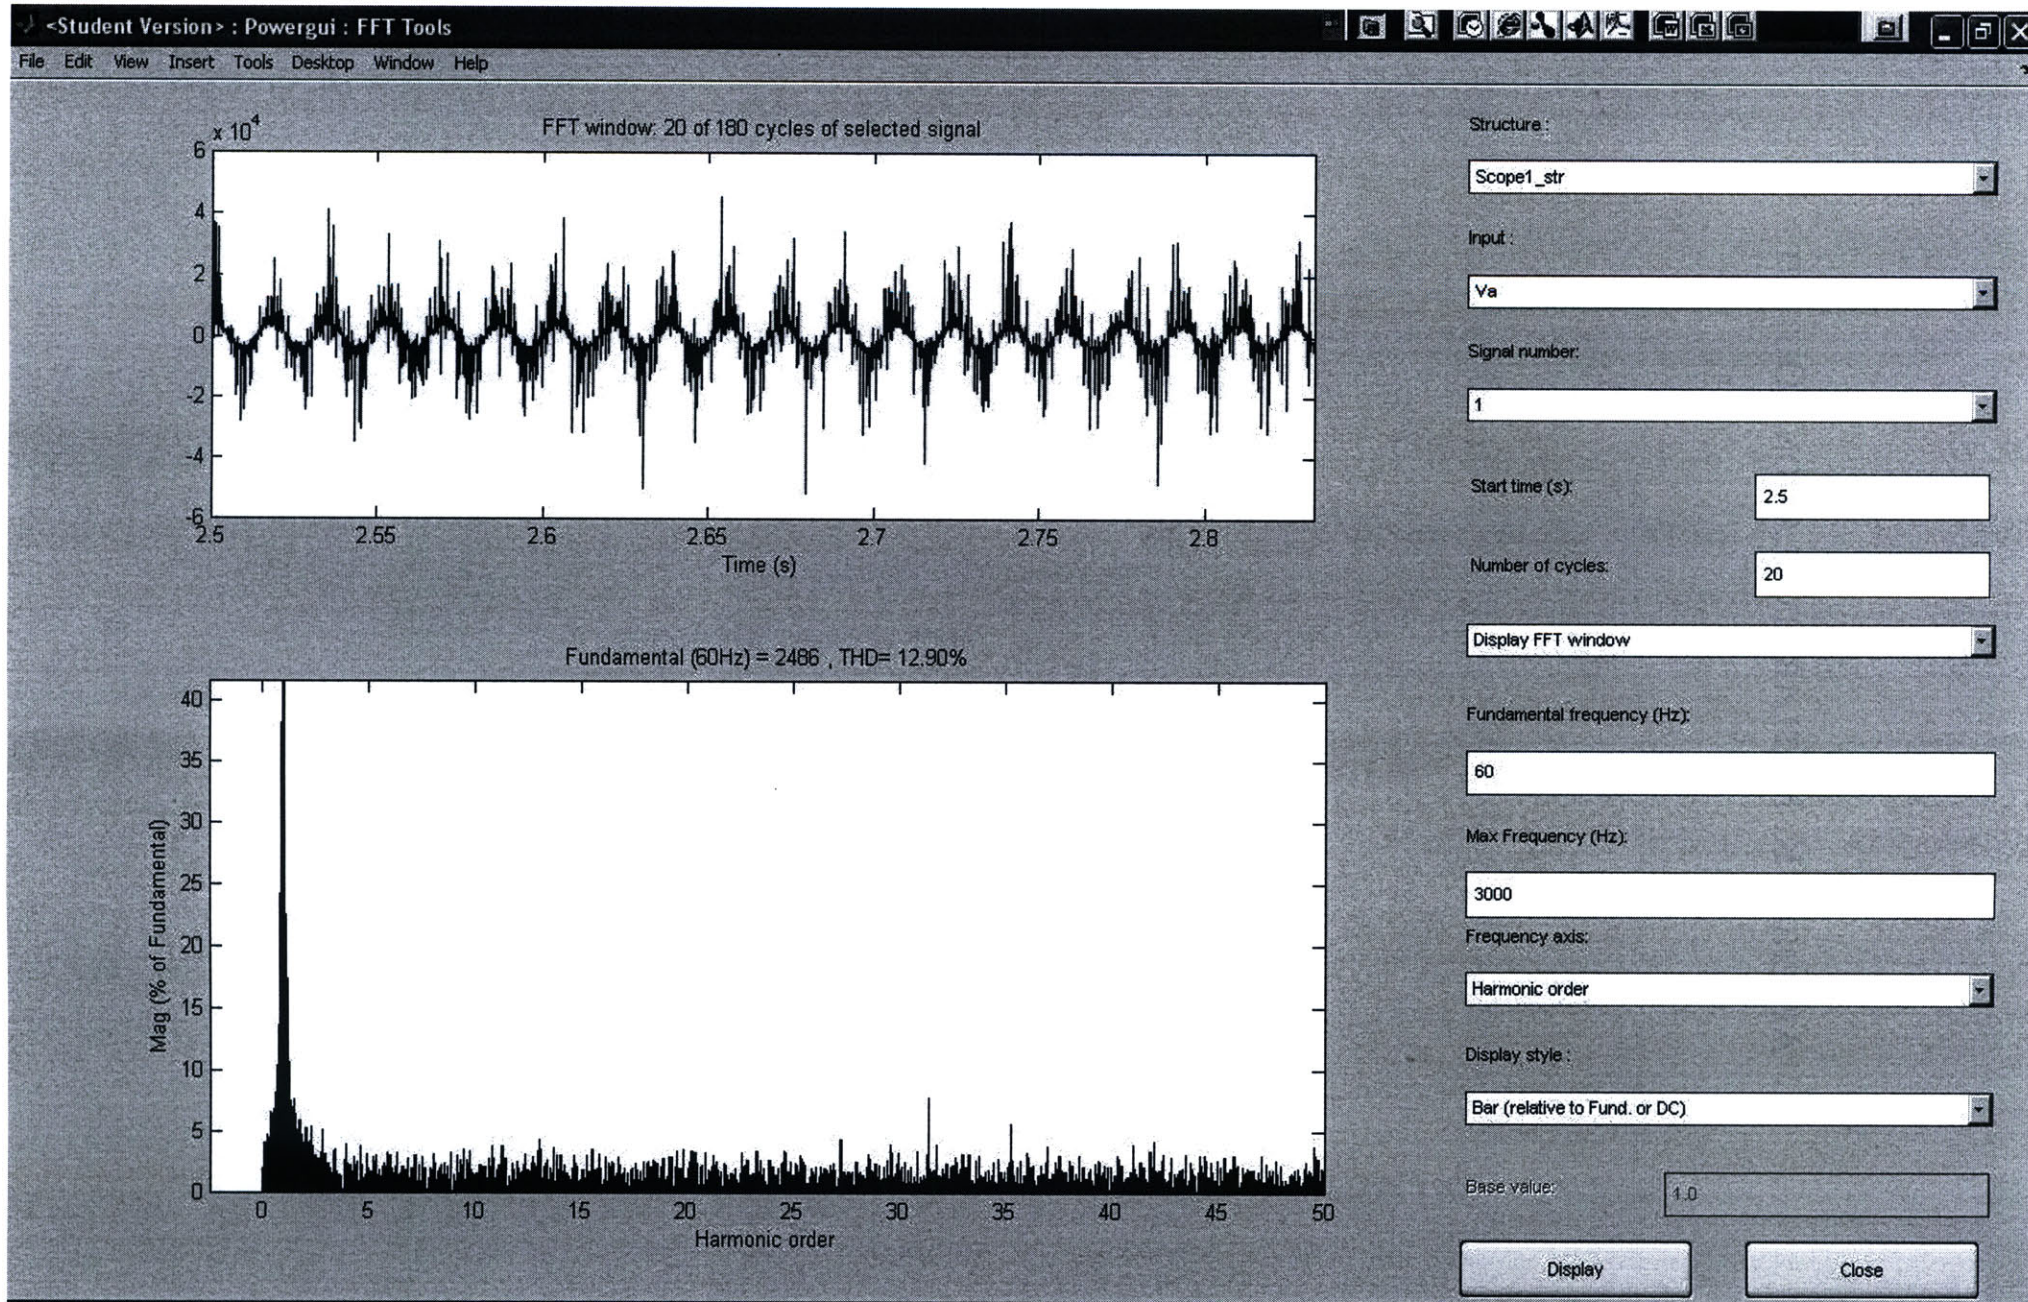 <Student Version> : Powergui : FFT Tools
File Edit View Insert Tools Desktop Window Help
x 10^4
FFT window: 20 of 180 cycles of selected signal
6
4
2
0
-2
-4
-6
2.5 2.55 2.6 2.65 2.7 2.75 2.8
Time (s)
Fundamental (60Hz) = 2486 , THD= 12.90%
40
35
30
25
20
15
10
5
0
Mag (% of Fundamental)
0 5 10 15 20 25 30 35 40 45 50
Harmonic order
Structure :
Scope1_str
Input :
Va
Signal number:
1
Start time (s): 2.5
Number of cycles: 20
Display FFT window
Fundamental frequency (Hz):
60
Max Frequency (Hz):
3000
Frequency axis:
Harmonic order
Display style :
Bar (relative to Fund. or DC)
Base value: 1.0
Display Close